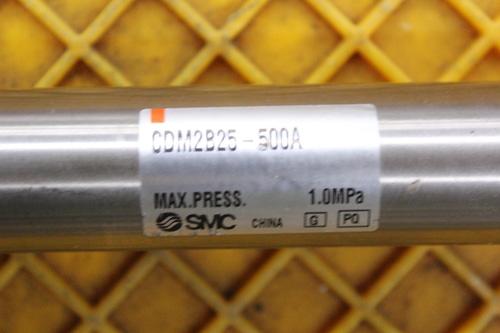 CDM2B25-500A
MAX.PRESS. 1.0MPa
SMC CHINA G PO